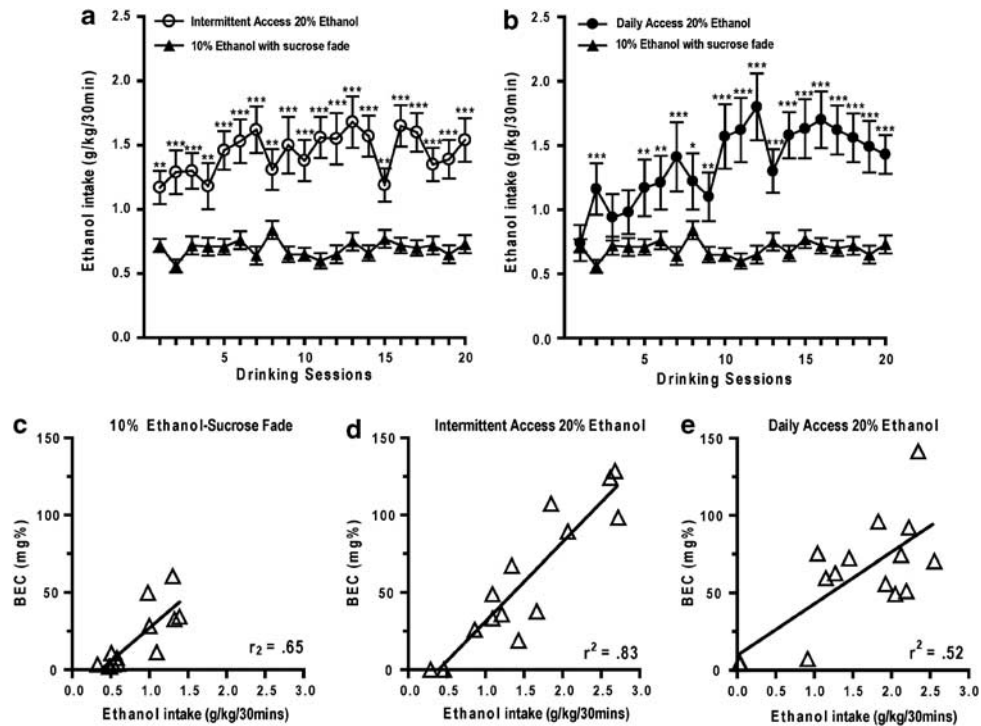 a
Intermittent Access 20% Ethanol
10% Ethanol with sucrose fade
Ethanol intake (g/kg/30min)
2.5
2.0
1.5
1.0
0.5
0.0
** *** *** ** *** *** *** ** *** *** *** *** *** *** ** *** *** *** *** ***
5 10 15 20
Drinking Sessions
b
Daily Access 20% Ethanol
10% Ethanol with sucrose fade
Ethanol intake (g/kg/30min)
2.5
2.0
1.5
1.0
0.5
0.0
*** ** ** *** * ** *** *** *** ** *** *** *** *** *** *** ***
5 10 15 20
Drinking Sessions
c
10% Ethanol-Sucrose Fade
BEC (mg%)
150
100
50
0
0.0 0.5 1.0 1.5 2.0 2.5 3.0
r2 = .65
Ethanol intake (g/kg/30mins)
d
Intermittent Access 20% Ethanol
BEC (mg%)
150
100
50
0
0.0 0.5 1.0 1.5 2.0 2.5 3.0
r² = .83
Ethanol intake (g/kg/30mins)
e
Daily Access 20% Ethanol
BEC (mg%)
150
100
50
0
0.0 0.5 1.0 1.5 2.0 2.5 3.0
r² = .52
Ethanol intake (g/kg/30mins)